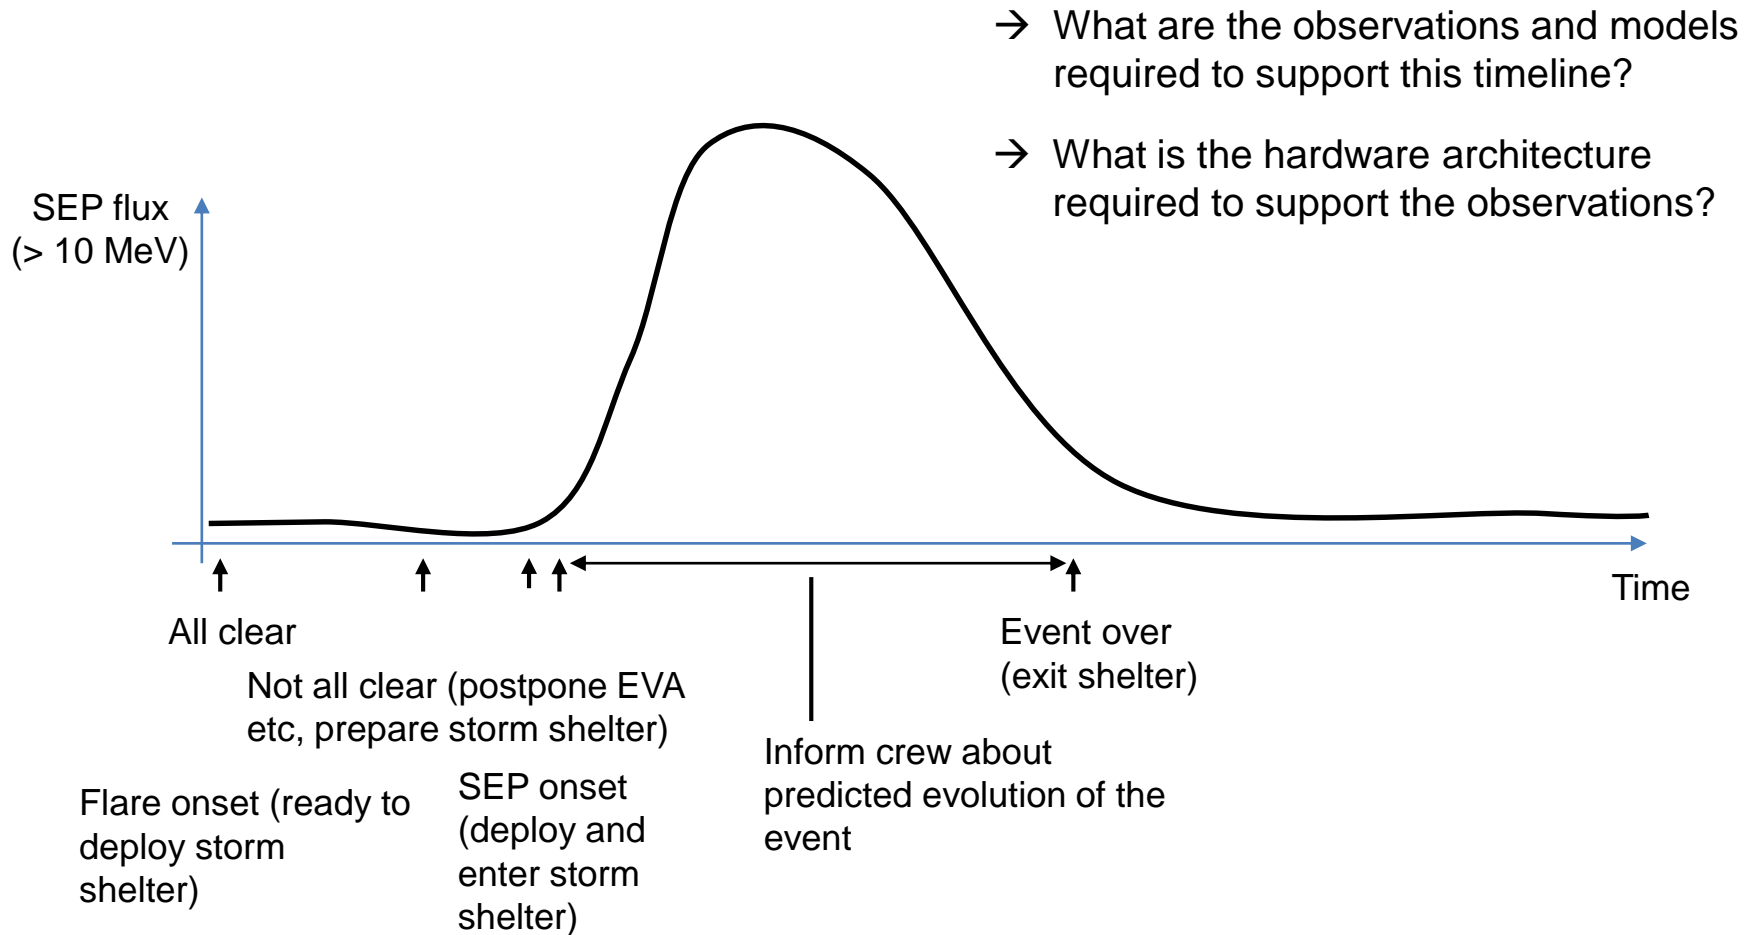 → What are the observations and models
required to support this timeline?
→ What is the hardware architecture
required to support the observations?
SEP flux
(> 10 MeV)
Time
All clear
Not all clear (postpone EVA
etc, prepare storm shelter)
Flare onset (ready to
deploy storm
shelter)
SEP onset
(deploy and
enter storm
shelter)
Inform crew about
predicted evolution of the
event
Event over
(exit shelter)